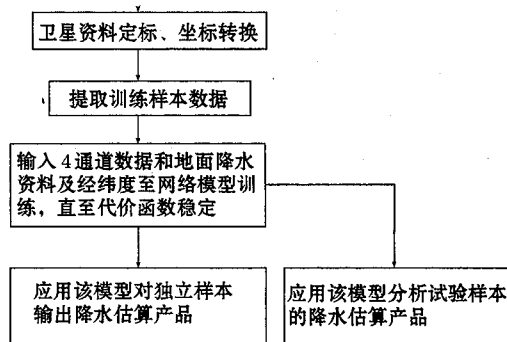 卫星资料定标、坐标转换
提取训练样本数据
输入4通道数据和地面降水
资料及经纬度至网络模型训
练，直至代价函数稳定
应用该模型对独立样本
输出降水估算产品
应用该模型分析试验样本
的降水估算产品